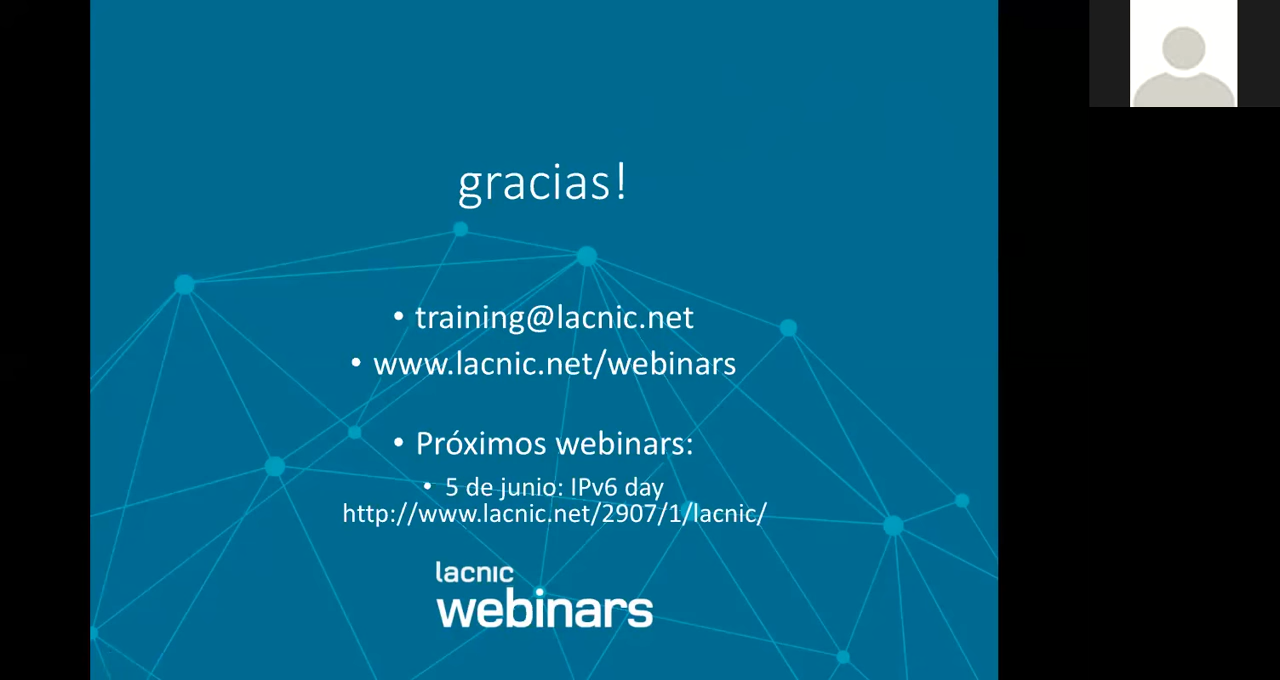 gracias!
• training@lacnic.net
• www.lacnic.net/webinars
• Próximos webinars:
• 5 de junio: IPv6 day
http://www.lacnic.net/2907/1/lacnic/
lacnic
webinars